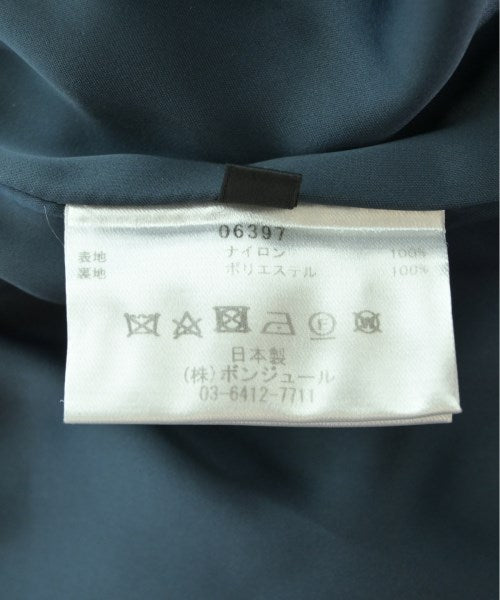 06397
表地 ナイロン 100%
裏地 ポリエステル 100%
日本製
(株)ボンジュール
03-6412-7711